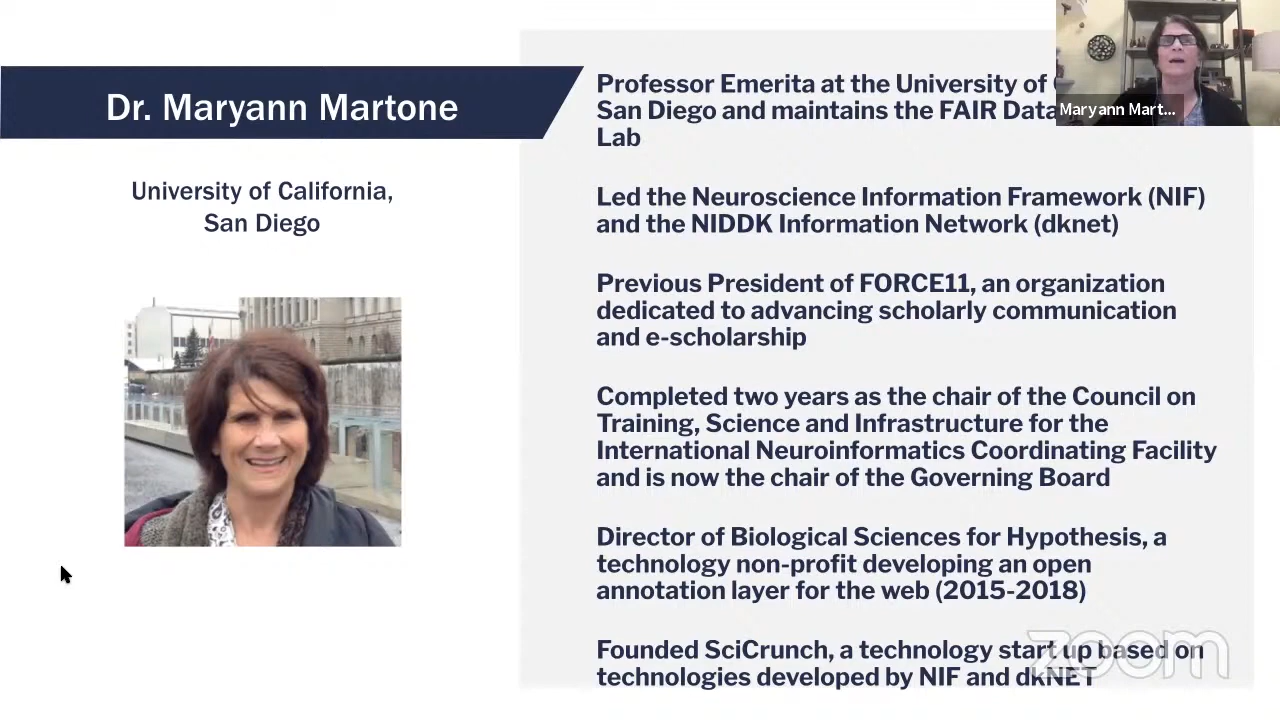 Dr. Maryann Martone
University of California,
San Diego
Professor Emerita at the University of
San Diego and maintains the FAIR Data
Lab
Led the Neuroscience Information Framework (NIF)
and the NIDDK Information Network (dknet)
Previous President of FORCE11, an organization
dedicated to advancing scholarly communication
and e-scholarship
Completed two years as the chair of the Council on
Training, Science and Infrastructure for the
International Neuroinformatics Coordinating Facility
and is now the chair of the Governing Board
Director of Biological Sciences for Hypothesis, a
technology non-profit developing an open
annotation layer for the web (2015-2018)
Founded SciCrunch, a technology start up based on
technologies developed by NIF and dkNET
Maryann Mart...
zoom